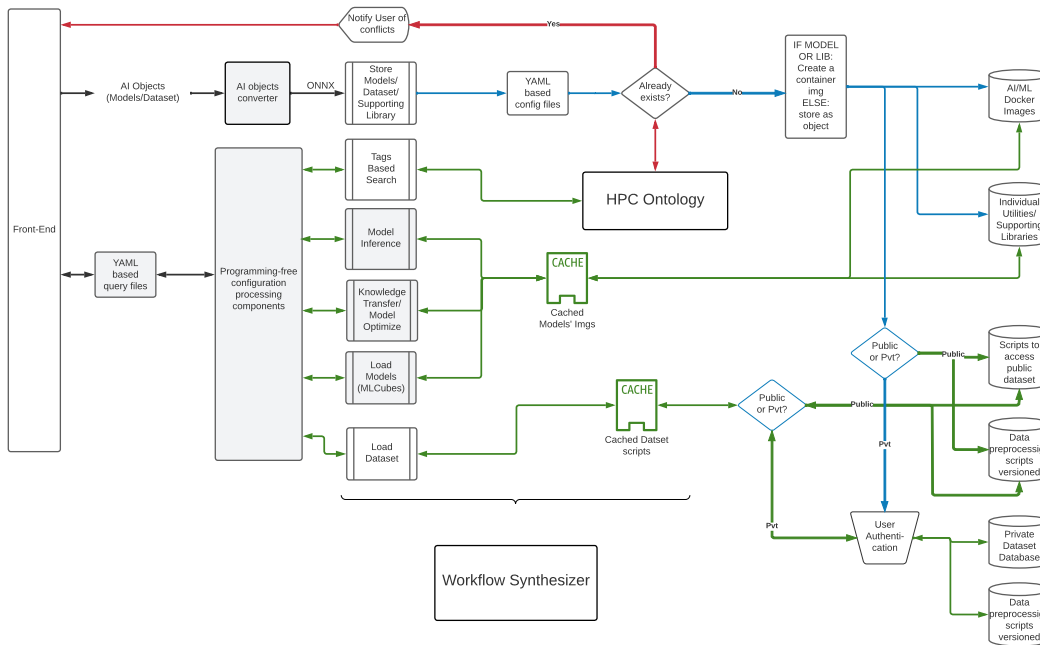 Notify User of
conflicts
Yes
AI Objects
(Models/Dataset)
AI objects
converter
ONNX
Store
Models/
Dataset/
Supporting
Library
YAML
based
config files
Already
exists?
No
IF MODEL
OR LIB:
Create a
container
img
ELSE:
store as
object
AI/ML
Docker
Images
Tags
Based
Search
HPC Ontology
Individual
Utilities/
Supporting
Libraries
Front-End
YAML
based
query files
Programming-free
configuration
processing
components
Model
Inference
CACHE
Cached
Models' Imgs
Knowledge
Transfer/
Model
Optimize
Load
Models
(MLCubes)
Public
or Pvt?
Public
Scripts to
access
public
dataset
CACHE
Cached Datset
scripts
Public
or Pvt?
Public
Load
Dataset
Pvt
Data
preprocessi
scripts
versioned
Pvt
User
Authenti-
cation
Private
Dataset
Database
Workflow Synthesizer
Data
preprocessi
scripts
versioned